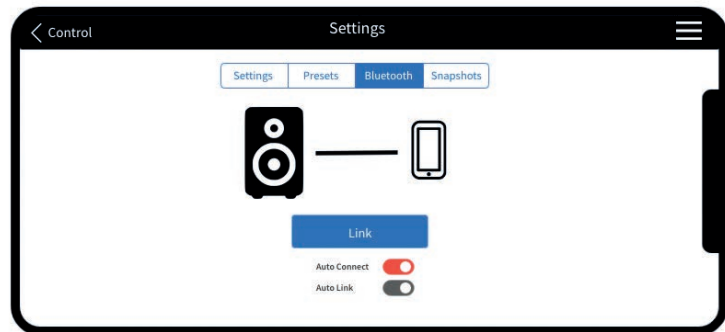 Control
Settings
Settings
Presets
Bluetooth
Snapshots
Link
Auto Connect
Auto Link